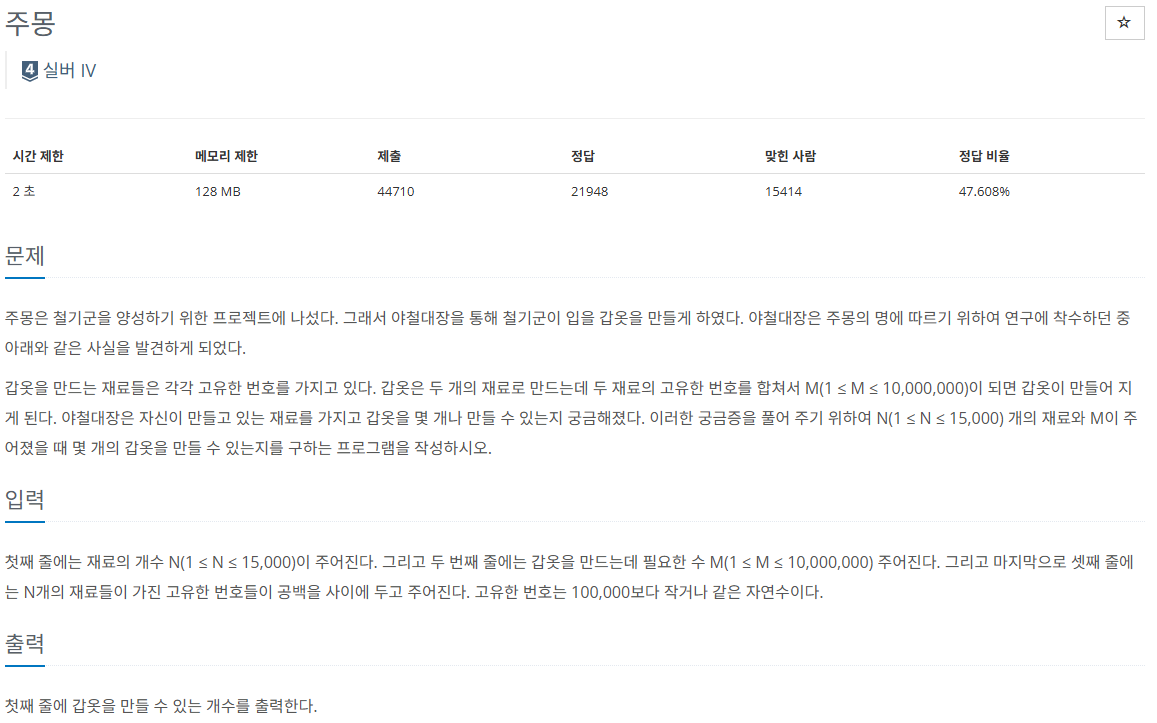 주몽
☆
4 실버 IV
시간 제한 메모리 제한 제출 정답 맞힌 사람 정답 비율
2 초 128 MB 44710 21948 15414 47.608%
문제
주몽은 철기군을 양성하기 위한 프로젝트에 나섰다. 그래서 야철대장을 통해 철기군이 입을 갑옷을 만들게 하였다. 야철대장은 주몽의 명에 따르기 위하여 연구에 착수하던 중
아래와 같은 사실을 발견하게 되었다.
갑옷을 만드는 재료들은 각각 고유한 번호를 가지고 있다. 갑옷은 두 개의 재료로 만드는데 두 재료의 고유한 번호를 합쳐서 M(1 ≤ M ≤ 10,000,000)이 되면 갑옷이 만들어 지
게 된다. 야철대장은 자신이 만들고 있는 재료를 가지고 갑옷을 몇 개나 만들 수 있는지 궁금해졌다. 이러한 궁금증을 풀어 주기 위하여 N(1 ≤ N ≤ 15,000) 개의 재료와 M이 주
어졌을 때 몇 개의 갑옷을 만들 수 있는지를 구하는 프로그램을 작성하시오.
입력
첫째 줄에는 재료의 개수 N(1 ≤ N ≤ 15,000)이 주어진다. 그리고 두 번째 줄에는 갑옷을 만드는데 필요한 수 M(1 ≤ M ≤ 10,000,000) 주어진다. 그리고 마지막으로 셋째 줄에
는 N개의 재료들이 가진 고유한 번호들이 공백을 사이에 두고 주어진다. 고유한 번호는 100,000보다 작거나 같은 자연수이다.
출력
첫째 줄에 갑옷을 만들 수 있는 개수를 출력한다.